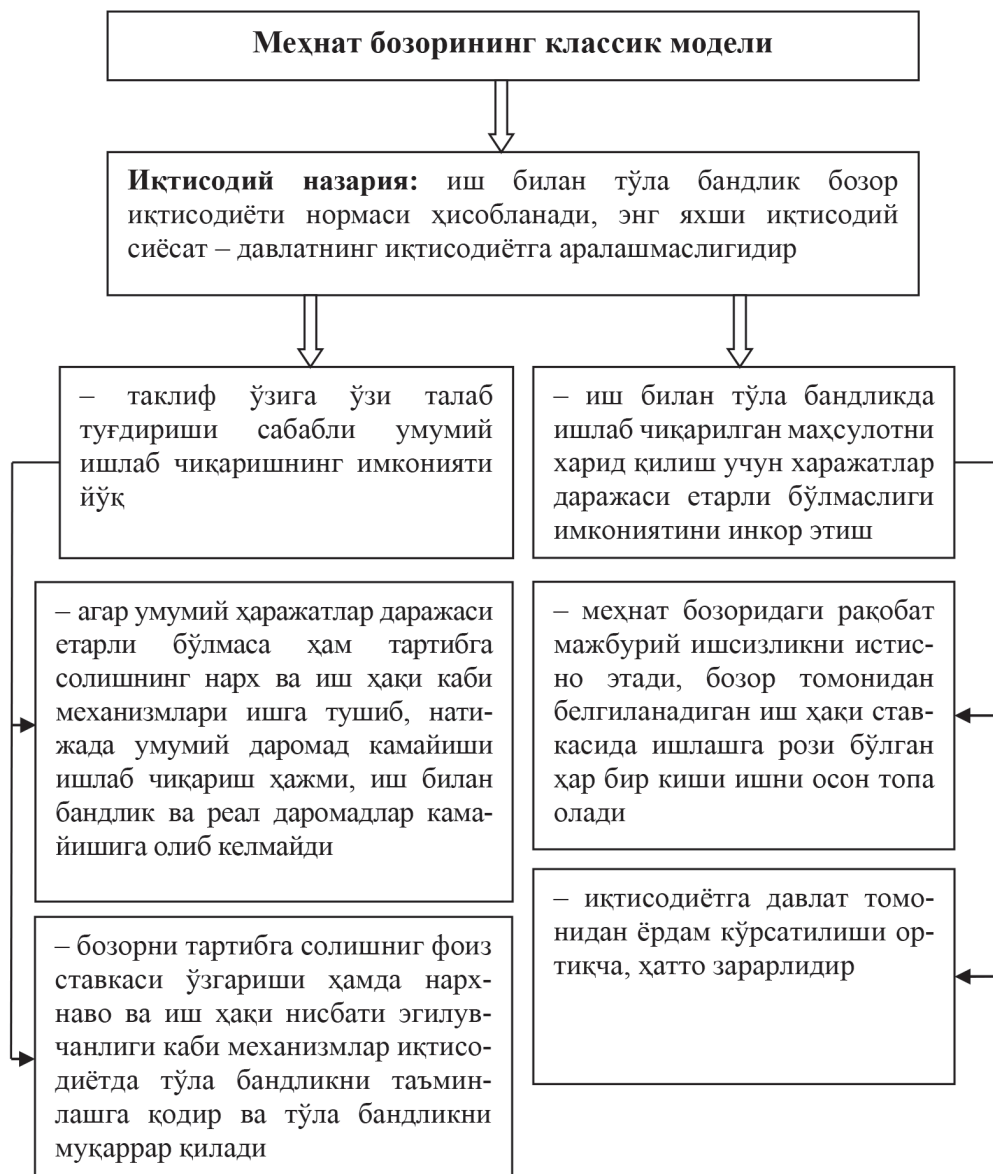 Меҳнат бозорининг классик модели
Иқтисодий назария: иш билан тўла бандлик бозор
иқтисодиёти нормаси ҳисобланади, энг яхши иқтисодий
сиёсат – давлатнинг иқтисодиётга аралашмаслигидир
– таклиф ўзига ўзи талаб
туғдириши сабабли умумий
ишлаб чиқаришнинг имконияти
йўқ
– иш билан тўла бандликда
ишлаб чиқарилган маҳсулотни
харид қилиш учун харажатлар
даражаси етарли бўлмаслиги
имкониятини инкор этиш
– агар умумий ҳаражатлар даражаси
етарли бўлмаса ҳам тартибга
солишнинг нарх ва иш ҳақи каби
механизмлари ишга тушиб, нати-
жада умумий даромад камайиши
ишлаб чиқариш ҳажми, иш билан
бандлик ва реал даромадлар кама-
йишига олиб келмайди
– меҳнат бозоридаги рақобат
мажбурий ишсизликни истис-
но этади, бозор томонидан
белгиланадиган иш ҳақи став-
касида ишлашга рози бўлган
ҳар бир киши ишни осон топа
олади
– бозорни тартибга солишниг фоиз
ставкаси ўзгариши ҳамда нарх-
наво ва иш ҳақи нисбати эгилув-
чанлиги каби механизмлар иқтисо-
диётда тўла бандликни таъмин-
лашга қодир ва тўла бандликни
муқаррар қилади
– иқтисодиётга давлат томо-
нидан ёрдам кўрсатилиши ор-
тиқча, ҳатто зарарлидир